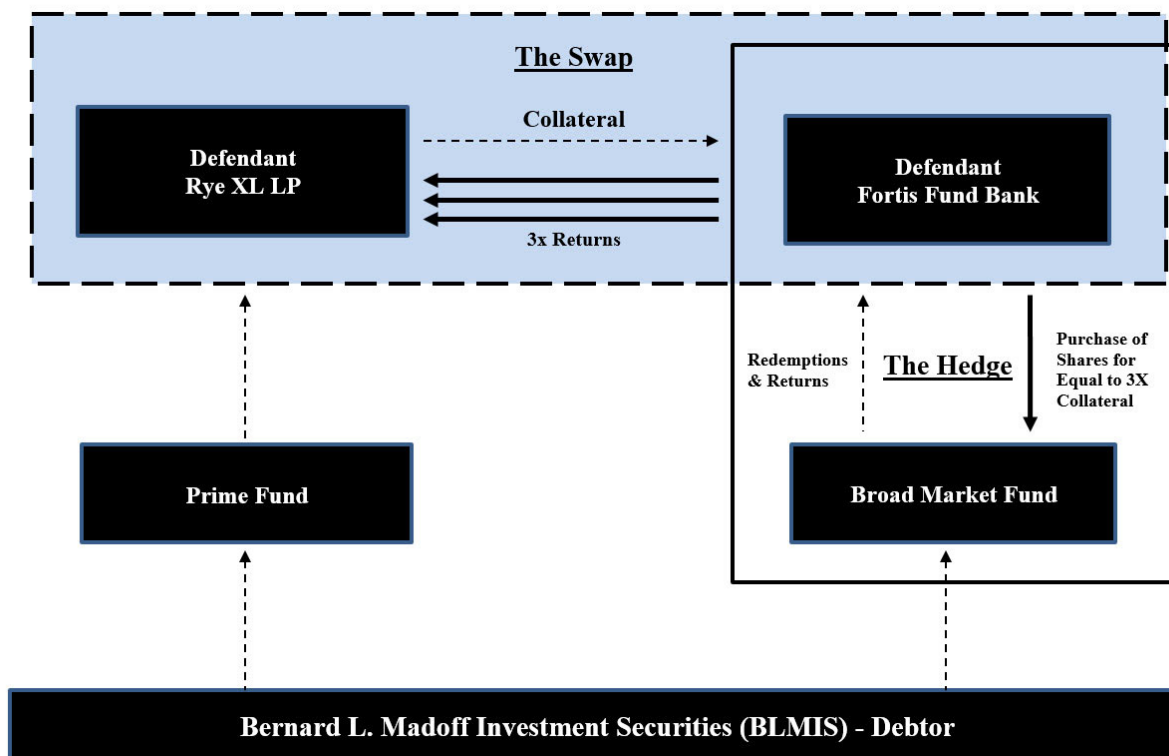 The Swap
Collateral
Defendant
Rye XL LP
Defendant
Fortis Fund Bank
3x Returns
Redemptions
& Returns
The Hedge
Purchase of
Shares for
Equal to 3X
Collateral
Prime Fund
Broad Market Fund
Bernard L. Madoff Investment Securities (BLMIS) - Debtor